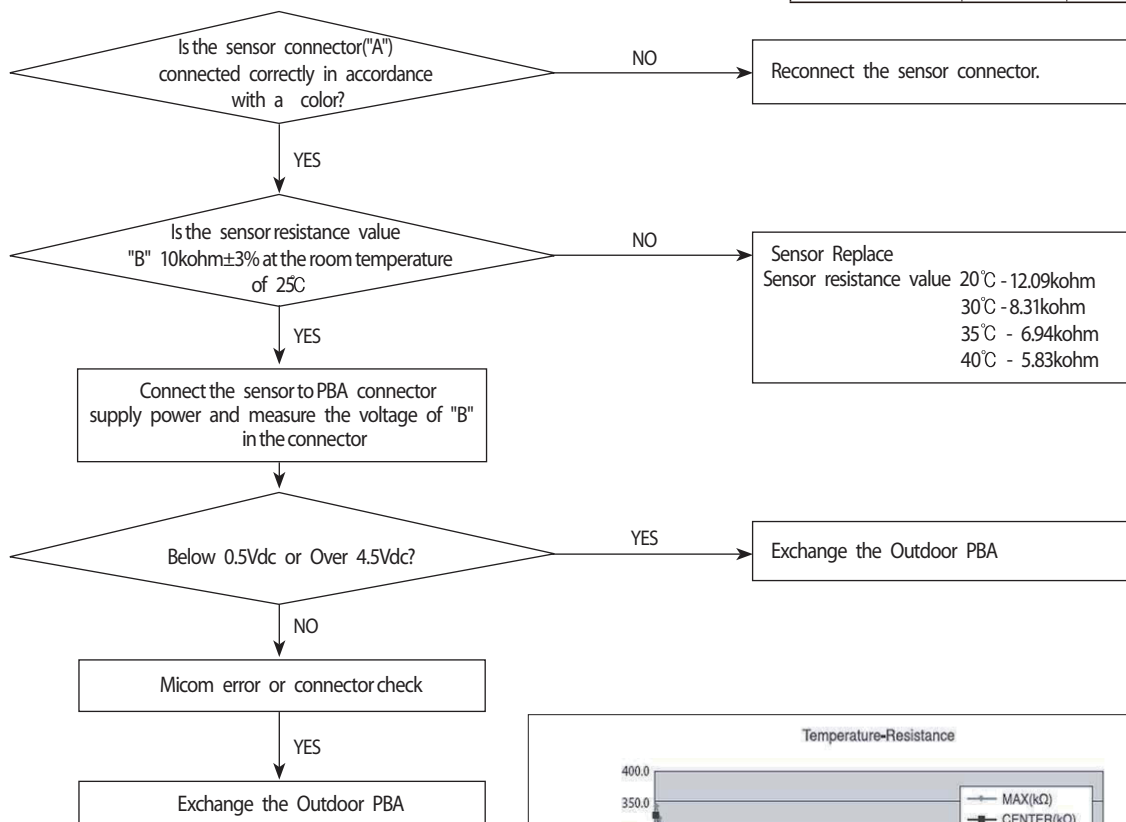 Is the sensor connector("A")
connected correctly in accordance
with a color?
NO
Reconnect the sensor connector.
YES
Is the sensor resistance value
"B" 10kohm±3% at the room temperature
of 25℃
NO
Sensor Replace
Sensor resistance value 20℃ - 12.09kohm
30℃ - 8.31kohm
35℃ - 6.94kohm
40℃ - 5.83kohm
YES
Connect the sensor to PBA connector
supply power and measure the voltage of "B"
in the connector
Below 0.5Vdc or Over 4.5Vdc?
YES
Exchange the Outdoor PBA
NO
Micom error or connector check
YES
Exchange the Outdoor PBA
Temperature-Resistance
400.0
350.0
MAX(kΩ)
CENTER(kΩ)